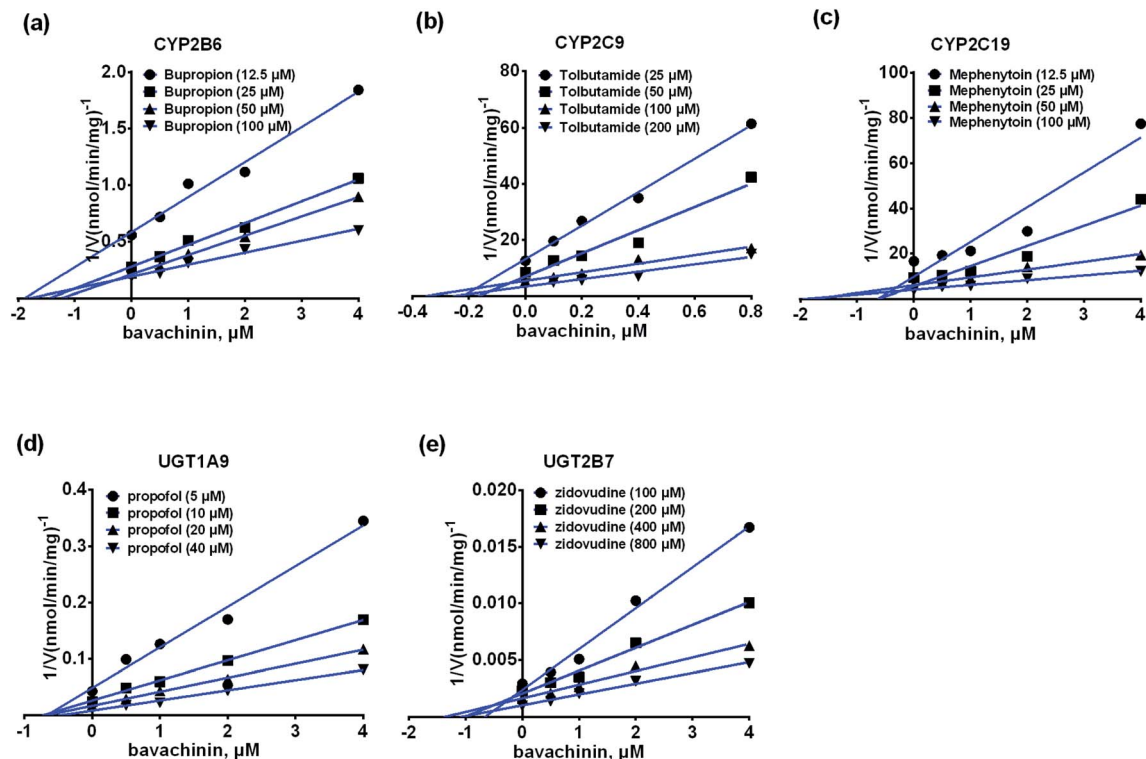 (a)
CYP2B6
Bupropion (12.5 µM)
Bupropion (25 µM)
Bupropion (50 µM)
Bupropion (100 µM)
1/V(nmol/min/mg)⁻¹
2.0
1.5
1.0
0.5
-2 -1 0 1 2 3 4
bavachinin, µM
(b)
CYP2C9
Tolbutamide (25 µM)
Tolbutamide (50 µM)
Tolbutamide (100 µM)
Tolbutamide (200 µM)
1/V(nmol/min/mg)⁻¹
80
60
40
20
-0.4 -0.2 0.0 0.2 0.4 0.6 0.8
bavachinin, µM
(c)
CYP2C19
Mephenytoin (12.5 µM)
Mephenytoin (25 µM)
Mephenytoin (50 µM)
Mephenytoin (100 µM)
1/V(nmol/min/mg)⁻¹
100
80
60
40
20
-2 -1 0 1 2 3 4
bavachinin, µM
(d)
UGT1A9
propofol (5 µM)
propofol (10 µM)
propofol (20 µM)
propofol (40 µM)
1/V(nmol/min/mg)⁻¹
0.4
0.3
0.2
0.1
-1 0 1 2 3 4
bavachinin, µM
(e)
UGT2B7
zidovudine (100 µM)
zidovudine (200 µM)
zidovudine (400 µM)
zidovudine (800 µM)
1/V(nmol/min/mg)⁻¹
0.020
0.015
0.010
0.005
-2 -1 0 1 2 3 4
bavachinin, µM